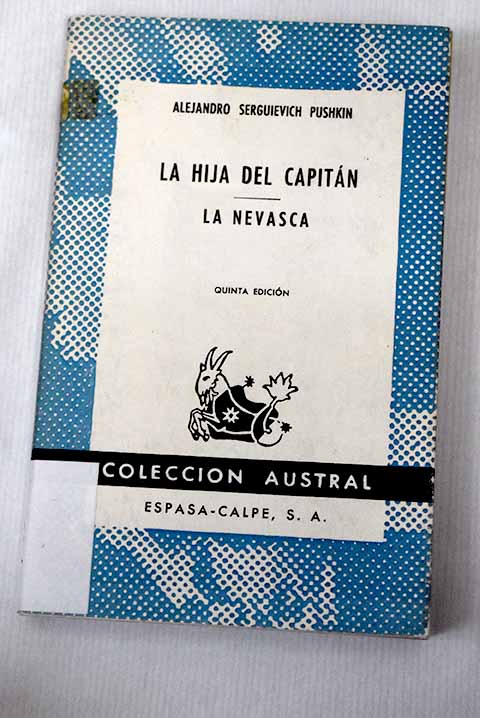 ALEJANDRO SERGUIEVICH PUSHKIN
LA HIJA DEL CAPITÁN
LA NEVASCA
QUINTA EDICIÓN
COLECCION AUSTRAL
ESPASA-CALPE, S. A.